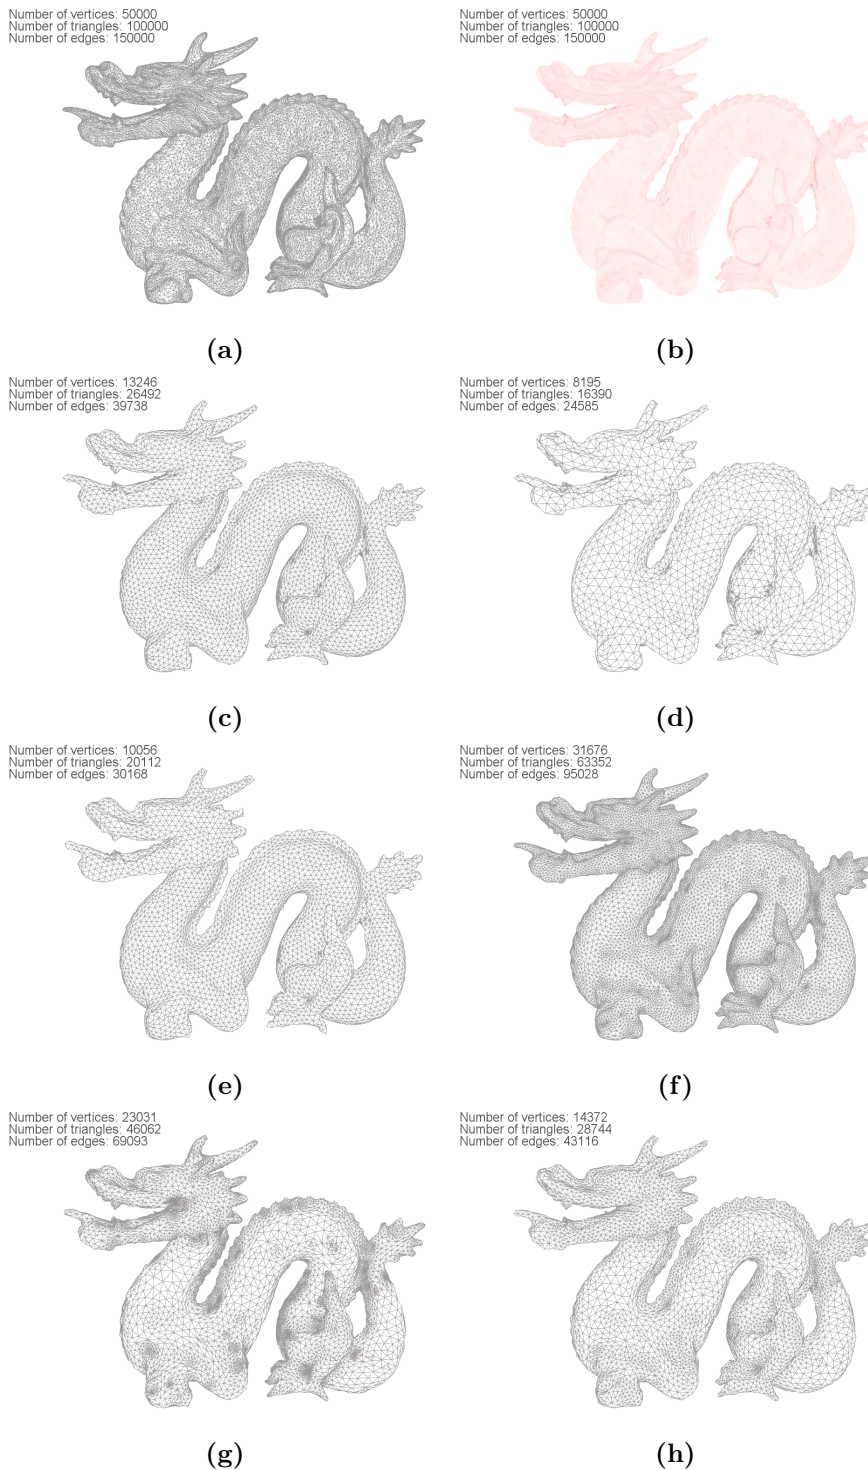 Number of vertices: 50000
Number of triangles: 100000
Number of edges: 150000
(a)
Number of vertices: 50000
Number of triangles: 100000
Number of edges: 150000
(b)
Number of vertices: 13246
Number of triangles: 26492
Number of edges: 39738
(c)
Number of vertices: 8195
Number of triangles: 16390
Number of edges: 24585
(d)
Number of vertices: 10056
Number of triangles: 20112
Number of edges: 30168
(e)
Number of vertices: 31676
Number of triangles: 63352
Number of edges: 95028
(f)
Number of vertices: 23031
Number of triangles: 46062
Number of edges: 69093
(g)
Number of vertices: 14372
Number of triangles: 28744
Number of edges: 43116
(h)